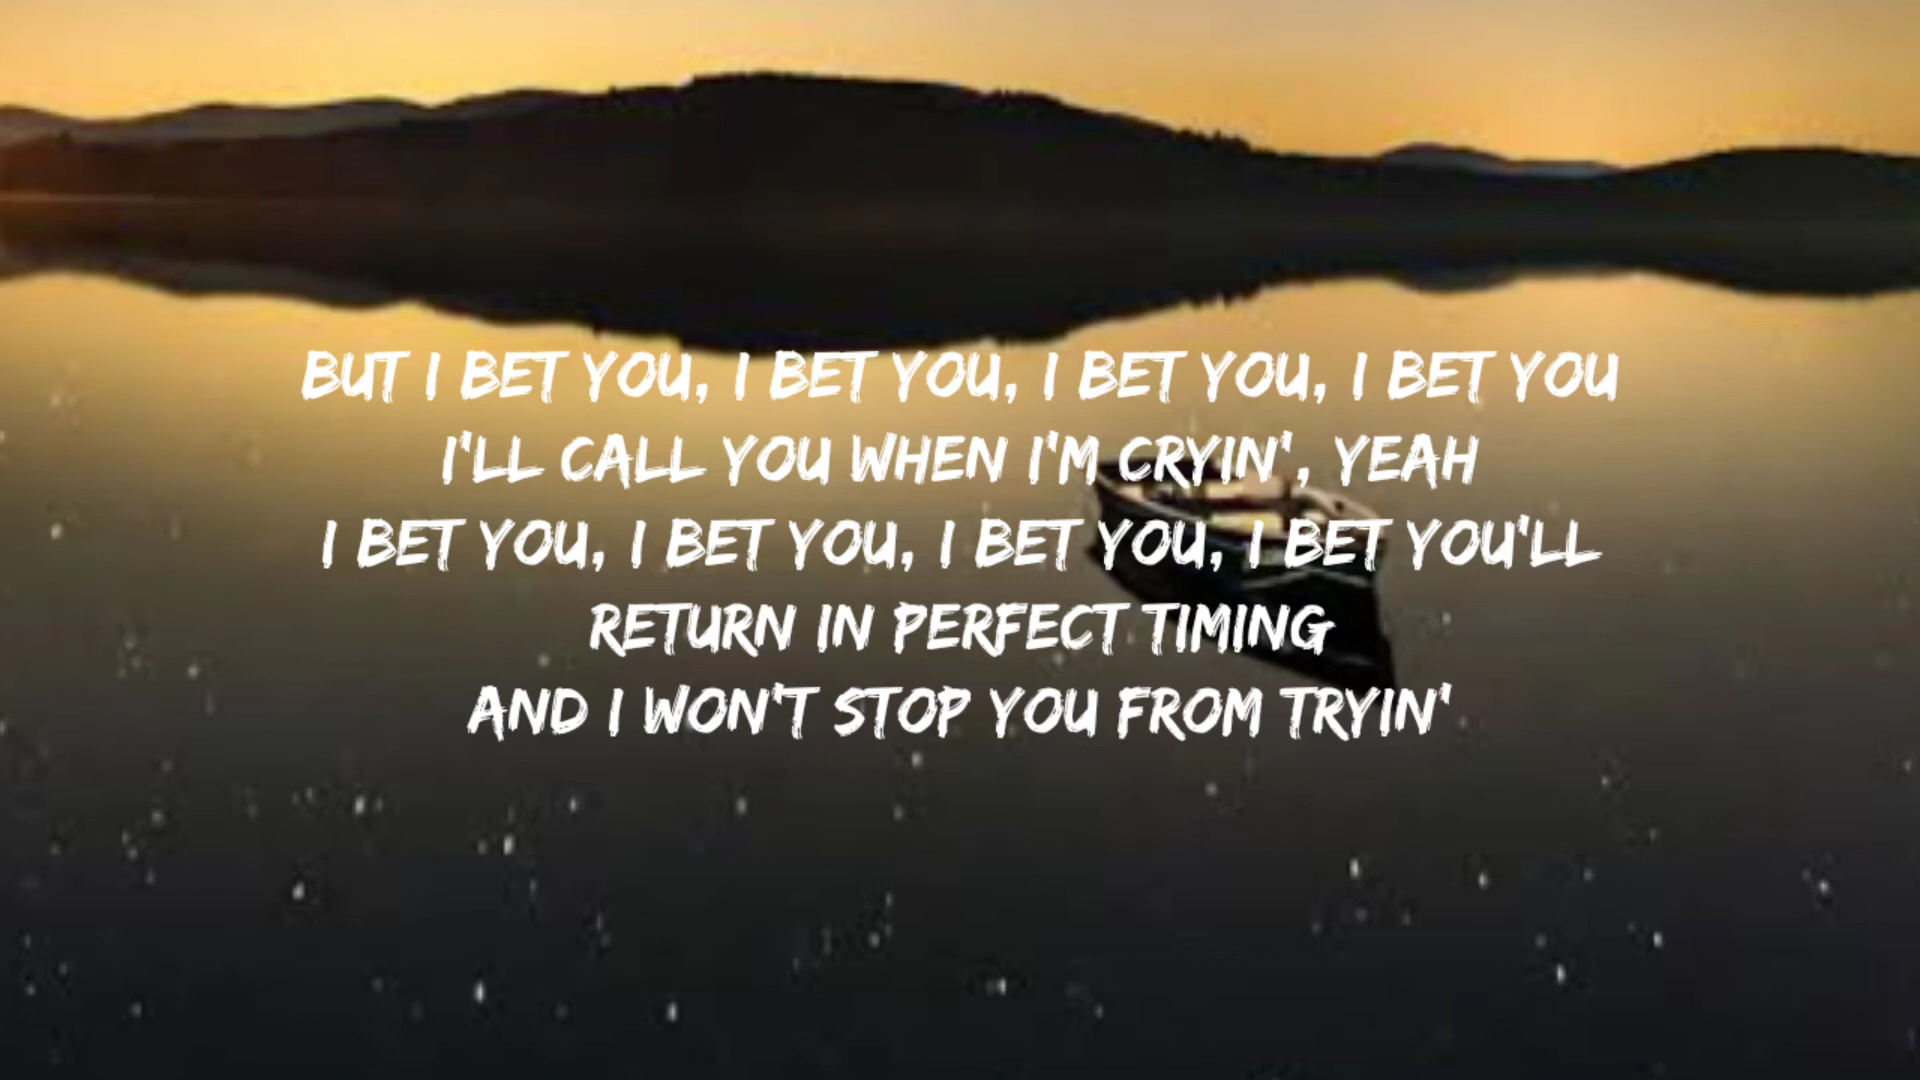 BUT I BET YOU, I BET YOU, I BET YOU, I BET YOU
I'LL CALL YOU WHEN I'M CRYIN', YEAH
I BET YOU, I BET YOU, I BET YOU, I BET YOU'LL
RETURN IN PERFECT TIMING
AND I WON'T STOP YOU FROM TRYIN'